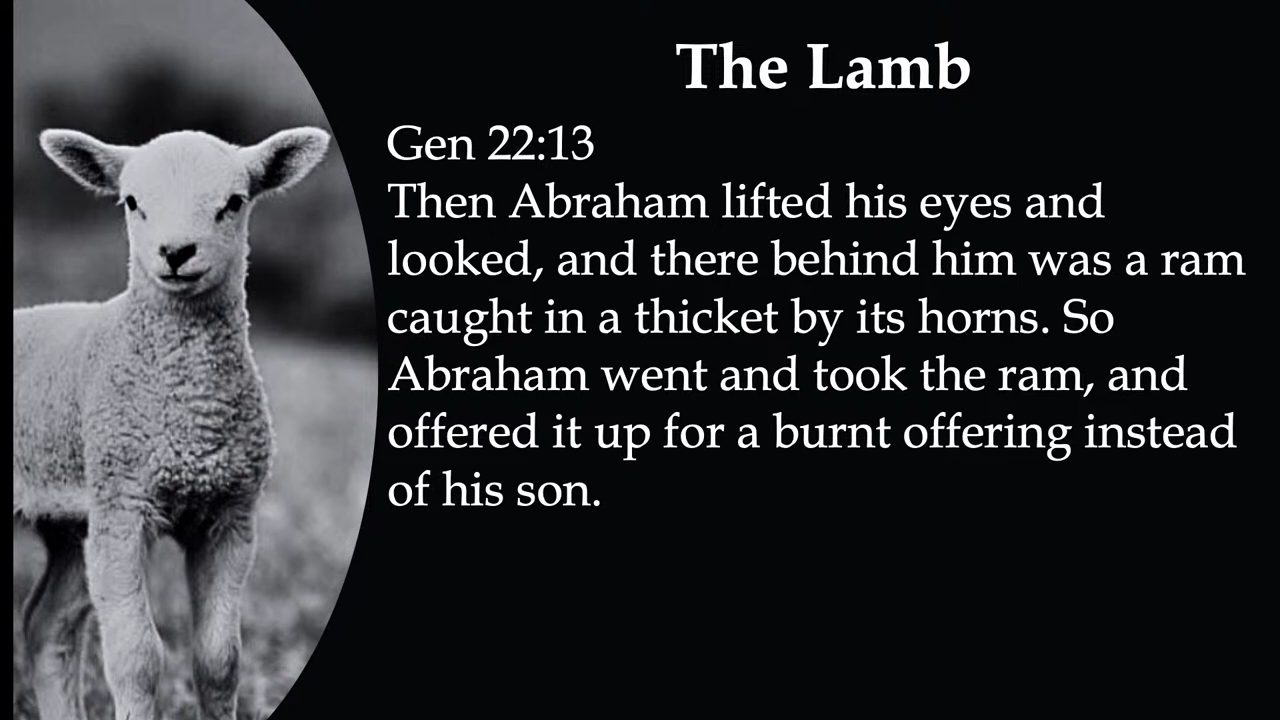 The Lamb
Gen 22:13
Then Abraham lifted his eyes and
looked, and there behind him was a ram
caught in a thicket by its horns. So
Abraham went and took the ram, and
offered it up for a burnt offering instead
of his son.